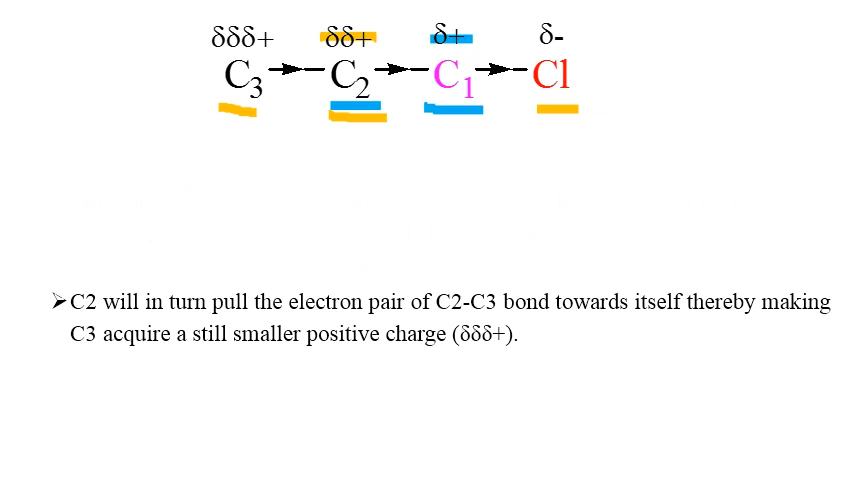 δδδ+ δδ+ δ+ δ-
C3 C2 C1 Cl
➢C2 will in turn pull the electron pair of C2-C3 bond towards itself thereby making
C3 acquire a still smaller positive charge (δδδ+).